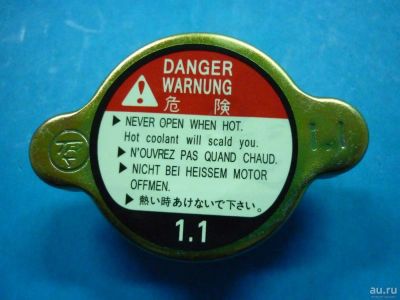 DANGER
WARNUNG
危険
▶ NEVER OPEN WHEN HOT.
Hot coolant will scald you.
▶ N'OUVREZ PAS QUAND CHAUD.
▶ NICHT BEI HEISSEM MOTOR
OFFMEN.
▶ 熱い時あけないで下さい。
1.1
1.1
au.ru